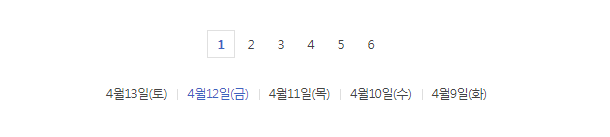 1 2 3 4 5 6
4월13일(토) | 4월12일(금) | 4월11일(목) | 4월10일(수) | 4월9일(화)